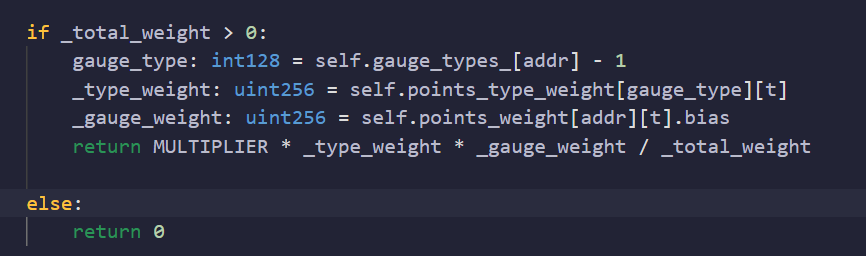 if _total_weight > 0:
    gauge_type: int128 = self.gauge_types_[addr] - 1
    _type_weight: uint256 = self.points_type_weight[gauge_type][t]
    _gauge_weight: uint256 = self.points_weight[addr][t].bias
    return MULTIPLIER * _type_weight * _gauge_weight / _total_weight

else:
    return 0